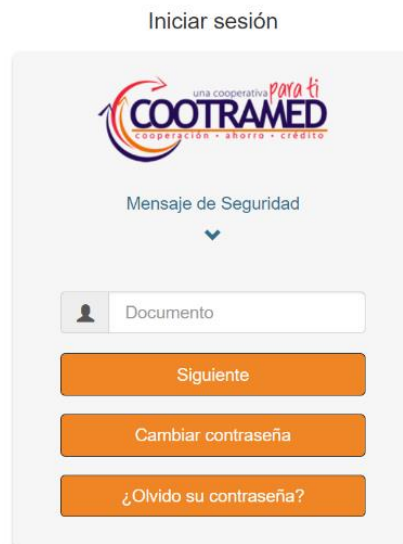 Iniciar sesión
una cooperativa para ti
COOTRAMED
cooperación - ahorro - crédito
Mensaje de Seguridad
Documento
Siguiente
Cambiar contraseña
¿Olvido su contraseña?